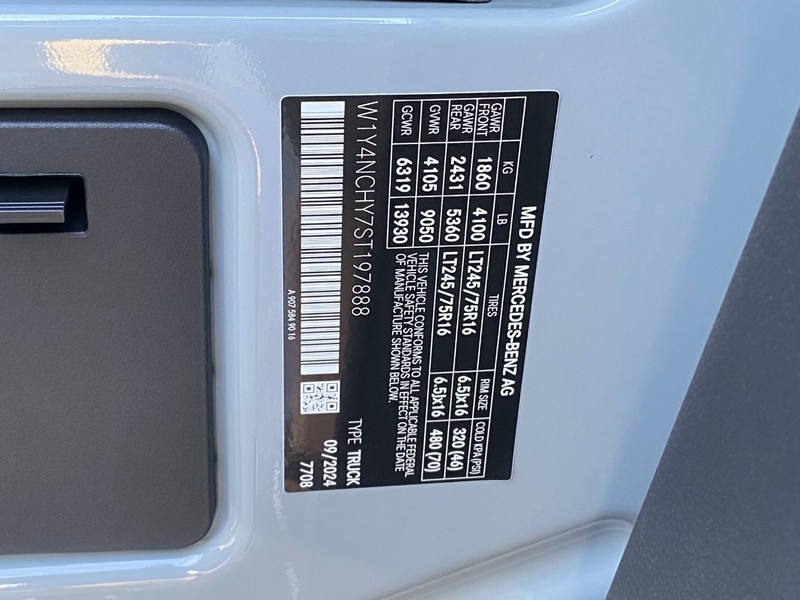 MFD BY MERCEDES-BENZ AG
KG LB TIRES RIM SIZE COLD KPA(PSI)
GAWR FRONT 1860 4100 LT245/75R16 6.5Jx16 320 (46)
GAWR REAR 2431 5360 LT245/75R16 6.5Jx16 480 (70)
GVWR 4105 9050
GCWR 6319 13930
THIS VEHICLE CONFORMS TO ALL APPLICABLE FEDERAL
VEHICLE SAFETY STANDARDS IN EFFECT ON THE DATE
OF MANUFACTURE SHOWN BELOW.
W1Y4NCHY7ST197888 TYPE TRUCK
09/2024
7708
A 907 584 90 16